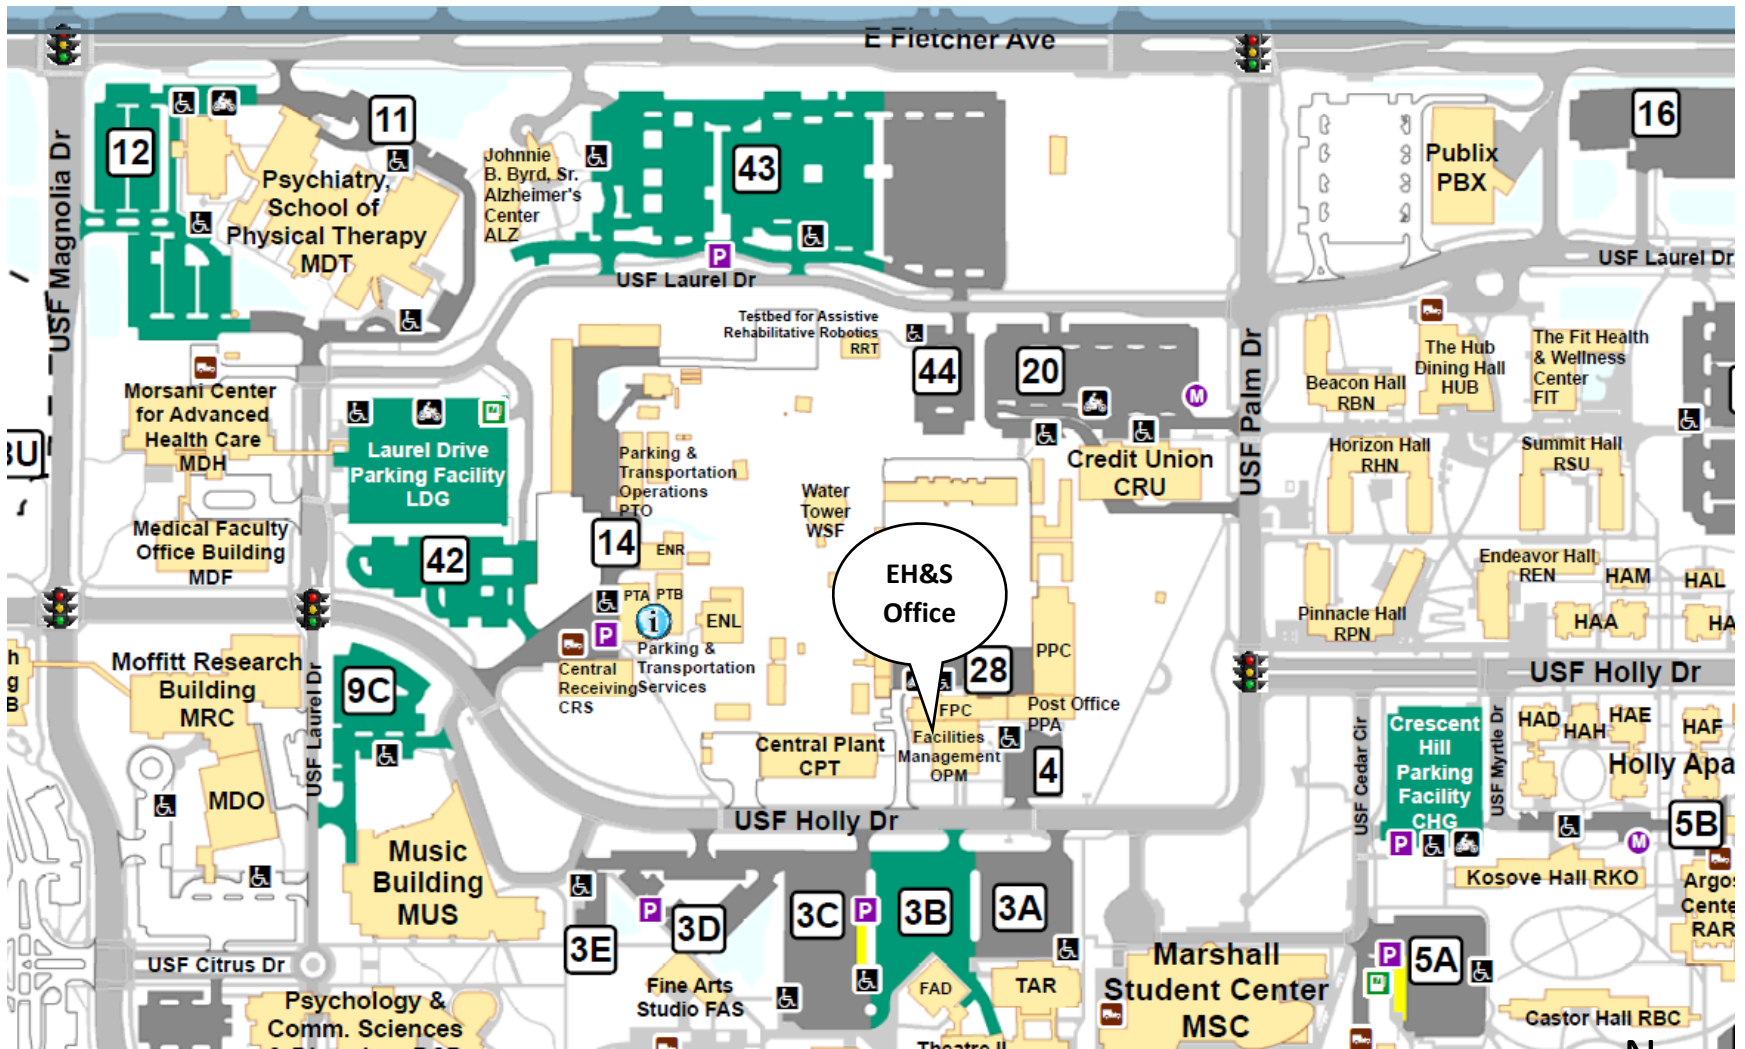 E Fletcher Ave
USF Magnolia Dr
12
11
Psychiatry,
School of
Physical Therapy
MDT
Johnnie
B. Byrd, Sr.
Alzheimer's
Center
ALZ
43
P
USF Laurel Dr
Publix
PBX
16
USF Laurel Dr
Testbed for Assistive
Rehabilitative Robotics
RRT
44
20
M
USF Palm Dr
Beacon Hall
RBN
The Hub
Dining Hall
HUB
The Fit Health
& Wellness
Center
FIT
Morsani Center
for Advanced
Health Care
MDH
3U
Laurel Drive
Parking Facility
LDG
Parking &
Transportation
Operations
PTO
Water
Tower
WSF
Credit Union
CRU
Horizon Hall
RHN
Summit Hall
RSU
Medical Faculty
Office Building
MDF
42
14
ENR
EH&S
Office
Endeavor Hall
REN
HAM
HAL
PTA
PTB
i
ENL
P
Pinnacle Hall
RPN
HAA
HA
Parking &
Transportation
Services
Central
Receiving
CRS
PPC
28
FPC
Post Office
PPA
USF Holly Dr
h
g
B
Moffitt Research
Building
MRC
USF Laurel Dr
9C
Central Plant
CPT
Facilities
Management
OPM
4
USF Cedar Cir
Crescent
Hill
Parking
Facility
CHG
USF Myrtle Dr
HAD
HAH
HAE
HAF
Holly Apa
MDO
USF Holly Dr
5B
P
M
Music
Building
MUS
Kosove Hall RKO
Argos
Cente
RAR
P
3E
3D
3C
P
3B
3A
USF Citrus Dr
Fine Arts
Studio FAS
FAD
TAR
Marshall
Student Center
MSC
P
5A
Castor Hall RBC
Psychology &
Comm. Sciences
Theatre II
N